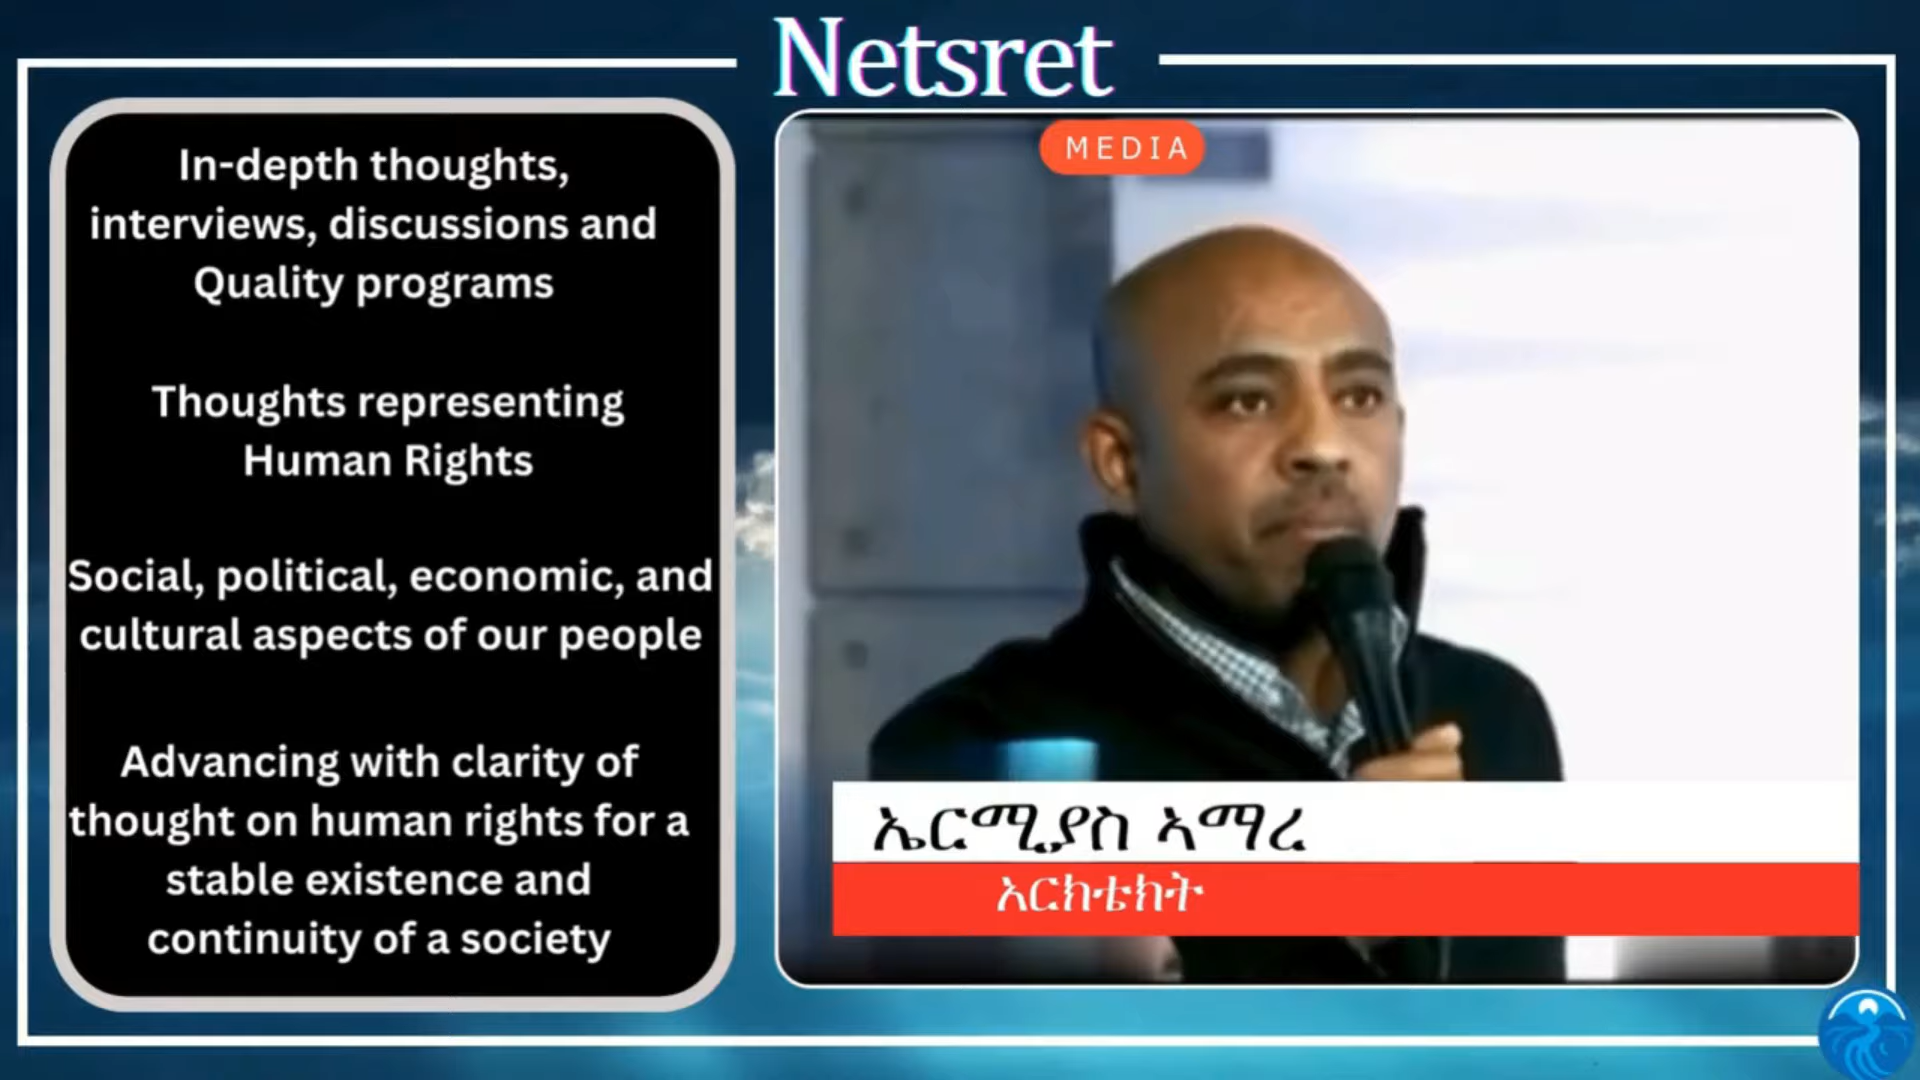 Netsret
In-depth thoughts,
interviews, discussions and
Quality programs
Thoughts representing
Human Rights
Social, political, economic, and
cultural aspects of our people
Advancing with clarity of
thought on human rights for a
stable existence and
continuity of a society
MEDIA
ኤርሚያስ ኣማረ
አርክቴክት